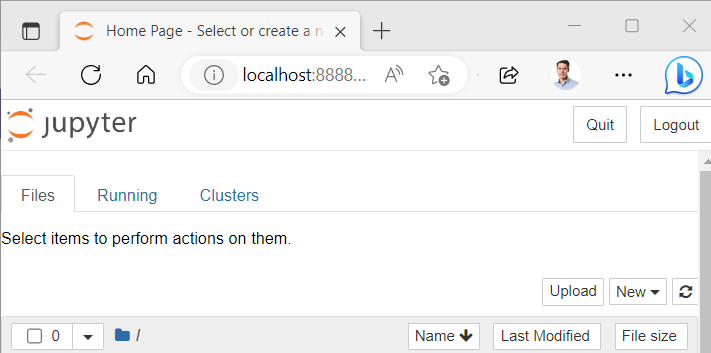 Home Page - Select or create a n
localhost:8888...
jupyter
Quit
Logout
Files
Running
Clusters
Select items to perform actions on them.
Upload
New
0
/
Name
Last Modified
File size